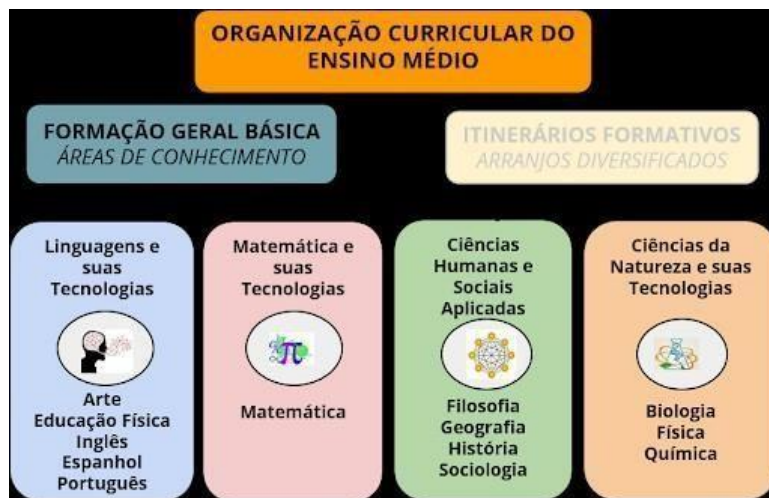 ORGANIZAÇÃO CURRICULAR DO
ENSINO MÉDIO
FORMAÇÃO GERAL BÁSICA
ÁREAS DE CONHECIMENTO
ITINERÁRIOS FORMATIVOS
ARRANJOS DIVERSIFICADOS
Linguagens e
suas
Tecnologias
Arte
Educação Física
Inglês
Espanhol
Português
Matemática e
suas
Tecnologias
π
Matemática
Ciências
Humanas e
Sociais
Aplicadas
Filosofia
Geografia
História
Sociologia
Ciências da
Natureza e suas
Tecnologias
Biologia
Física
Química